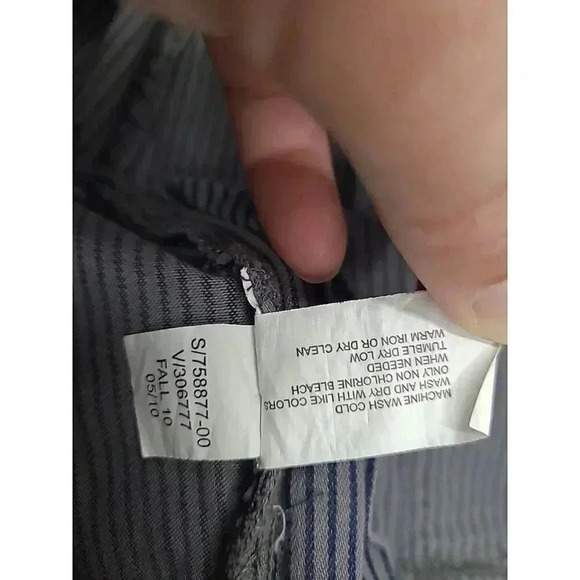 S/758877-00
V/306777
FALL 10
05/10
MACHINE WASH COLD
WASH AND DRY WITH LIKE COLORS
ONLY NON CHLORINE BLEACH
WHEN NEEDED
TUMBLE DRY LOW
WARM IRON OR DRY CLEAN